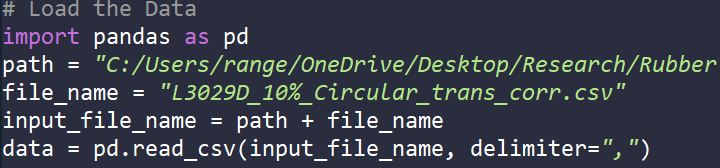 # Load the Data
import pandas as pd
path = "C:/Users/range/OneDrive/Desktop/Research/Rubber
file_name = "L3029D_10%_Circular_trans_corr.csv"
input_file_name = path + file_name
data = pd.read_csv(input_file_name, delimiter=",")